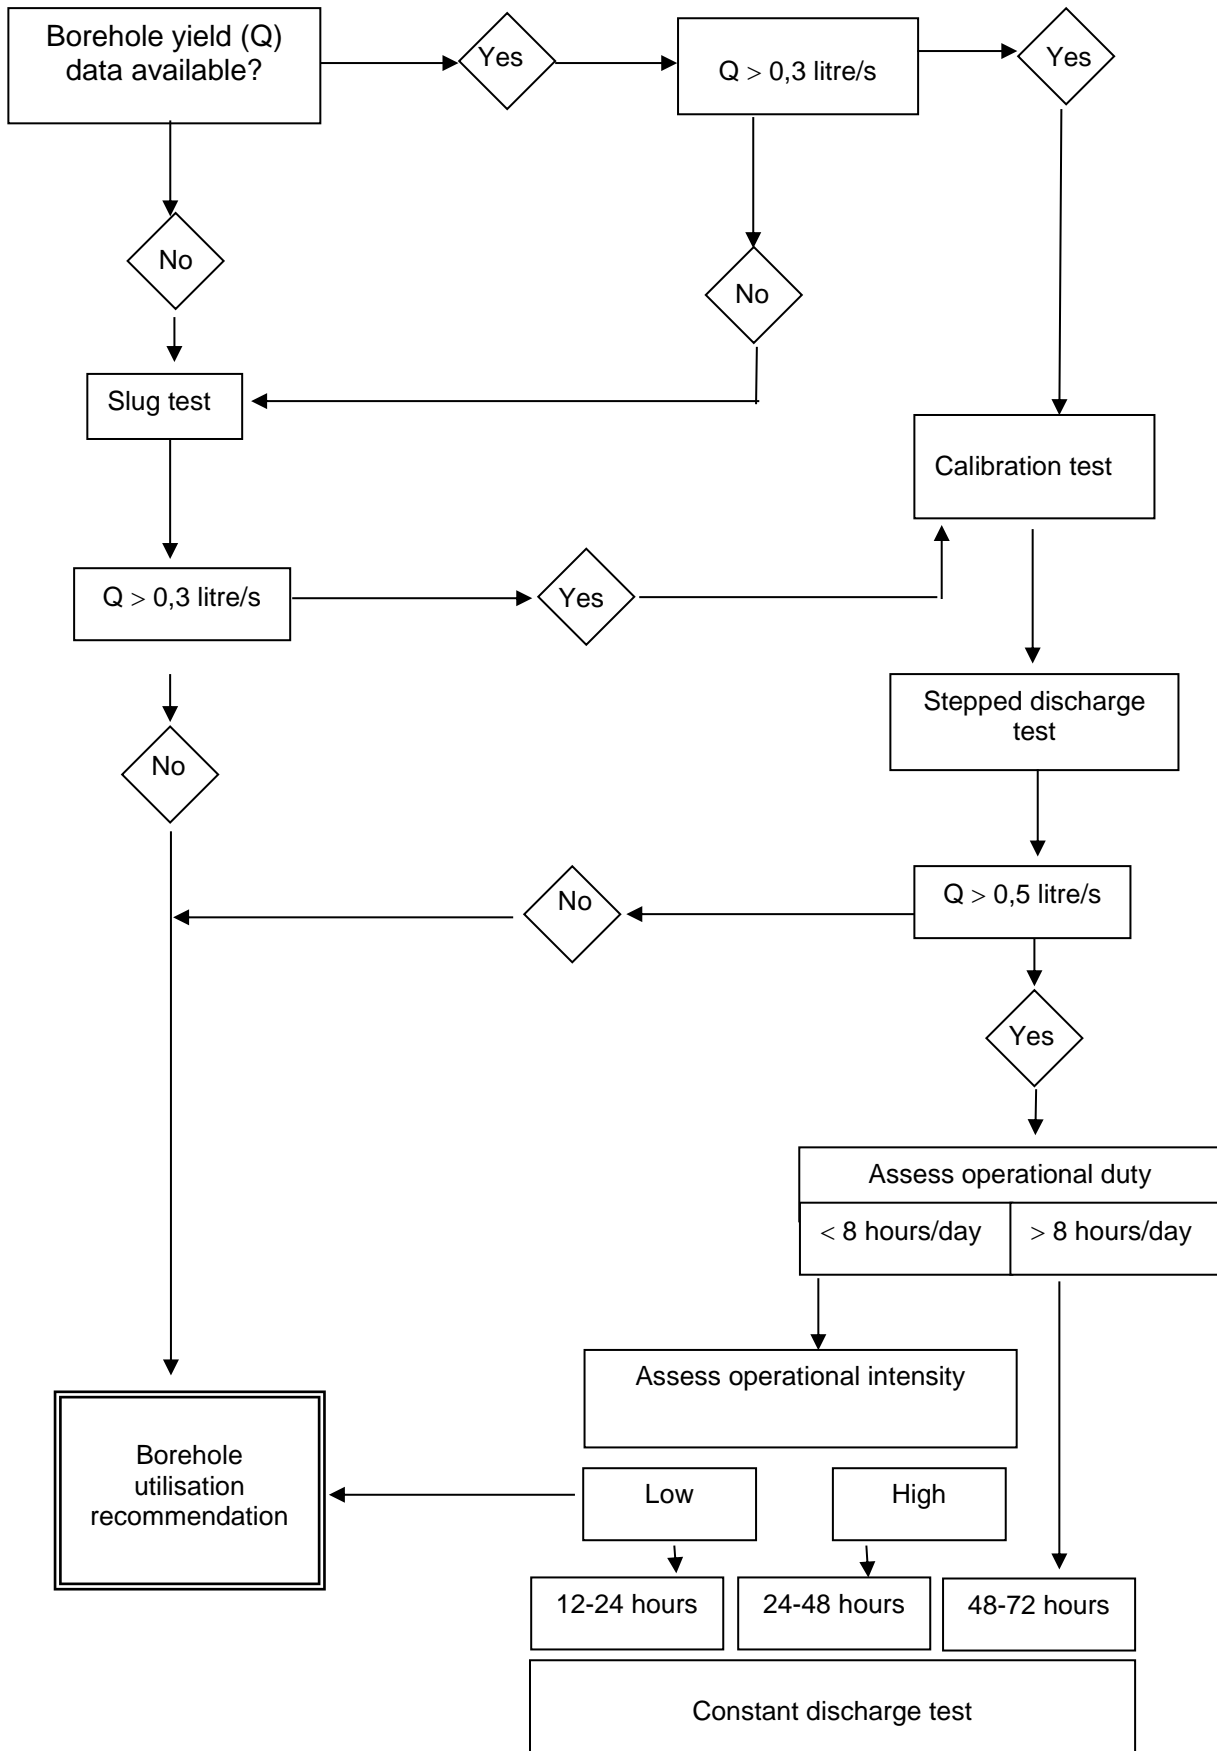 Borehole yield (Q)
data available?
Yes
Q > 0,3 litre/s
Yes
No
No
Slug test
Calibration test
Q > 0,3 litre/s
Yes
Stepped discharge
test
No
No
Q > 0,5 litre/s
Yes
Assess operational duty
< 8 hours/day
> 8 hours/day
Assess operational intensity
Borehole
utilisation
recommendation
Low
High
12-24 hours
24-48 hours
48-72 hours
Constant discharge test